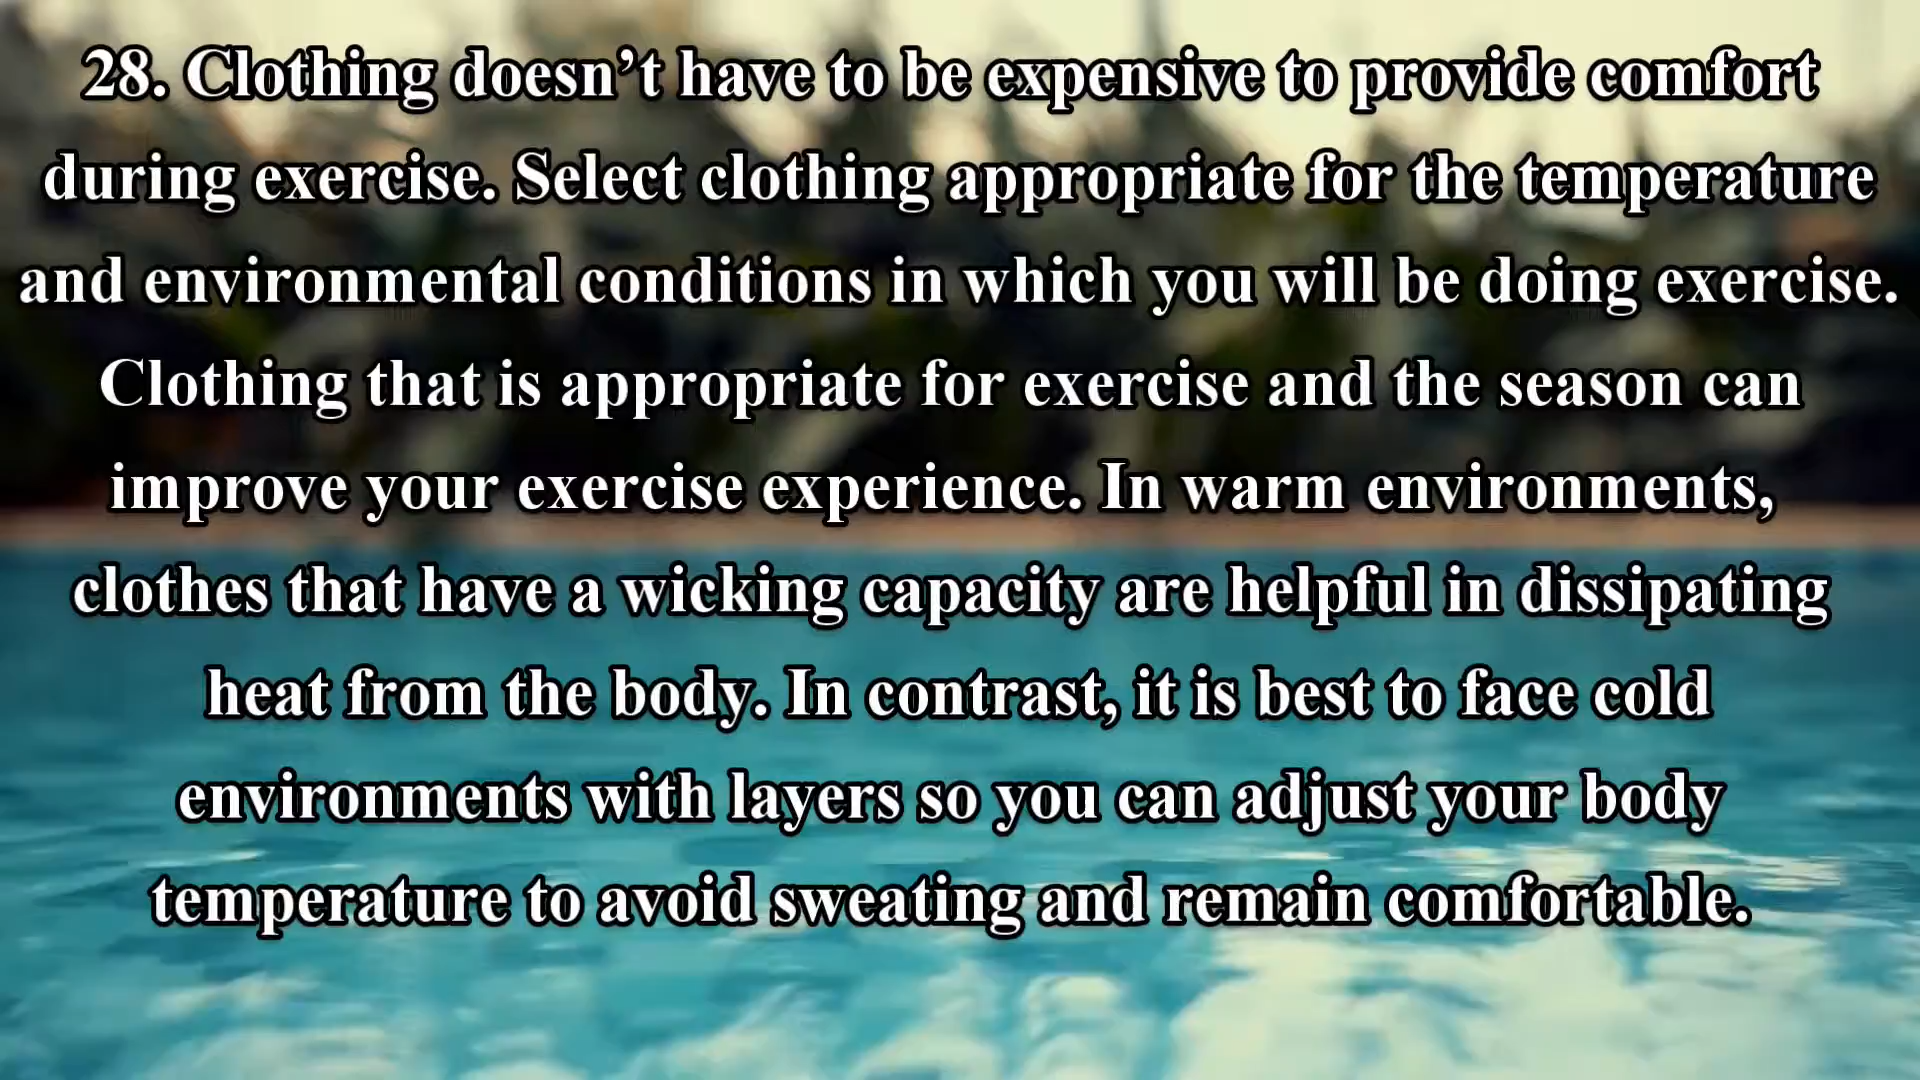 28. Clothing doesn’t have to be expensive to provide comfort
during exercise. Select clothing appropriate for the temperature
and environmental conditions in which you will be doing exercise.
Clothing that is appropriate for exercise and the season can
improve your exercise experience. In warm environments,
clothes that have a wicking capacity are helpful in dissipating
heat from the body. In contrast, it is best to face cold
environments with layers so you can adjust your body
temperature to avoid sweating and remain comfortable.